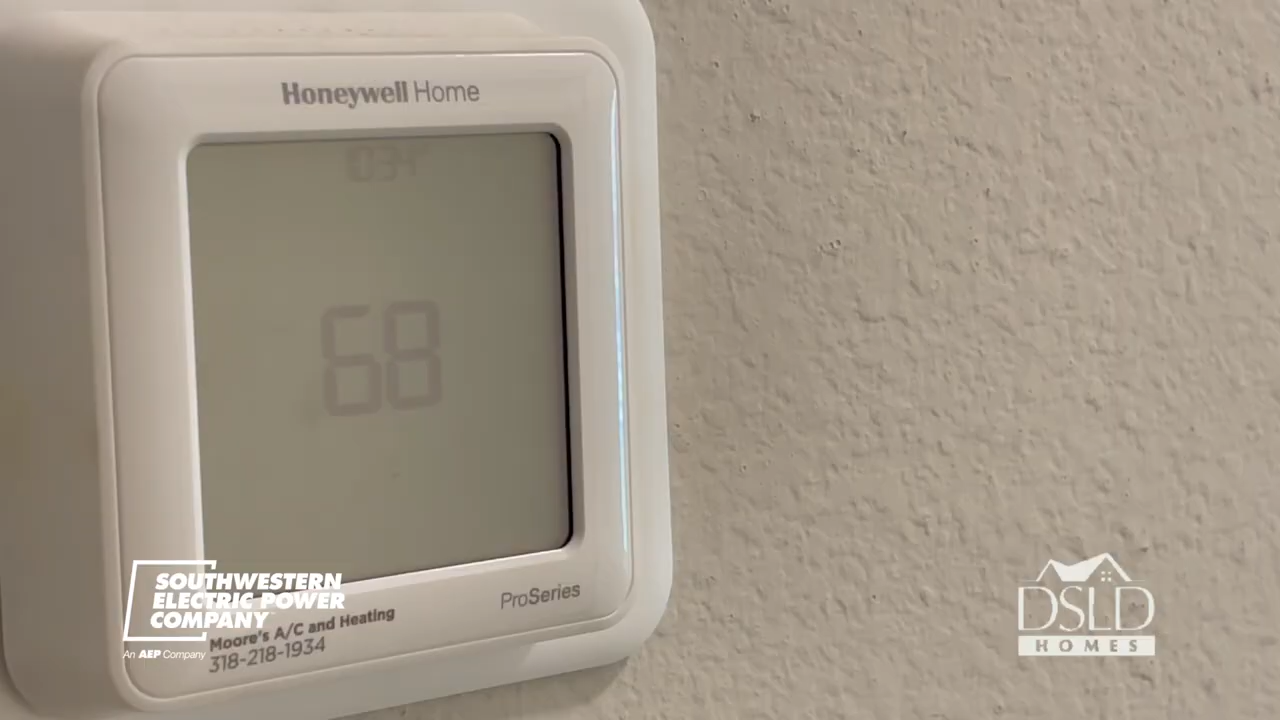 Honeywell Home
68
ProSeries
Moore's A/C and Heating
318-218-1934
SOUTHWESTERN
ELECTRIC POWER
COMPANY
An AEP Company
DSLD
HOMES